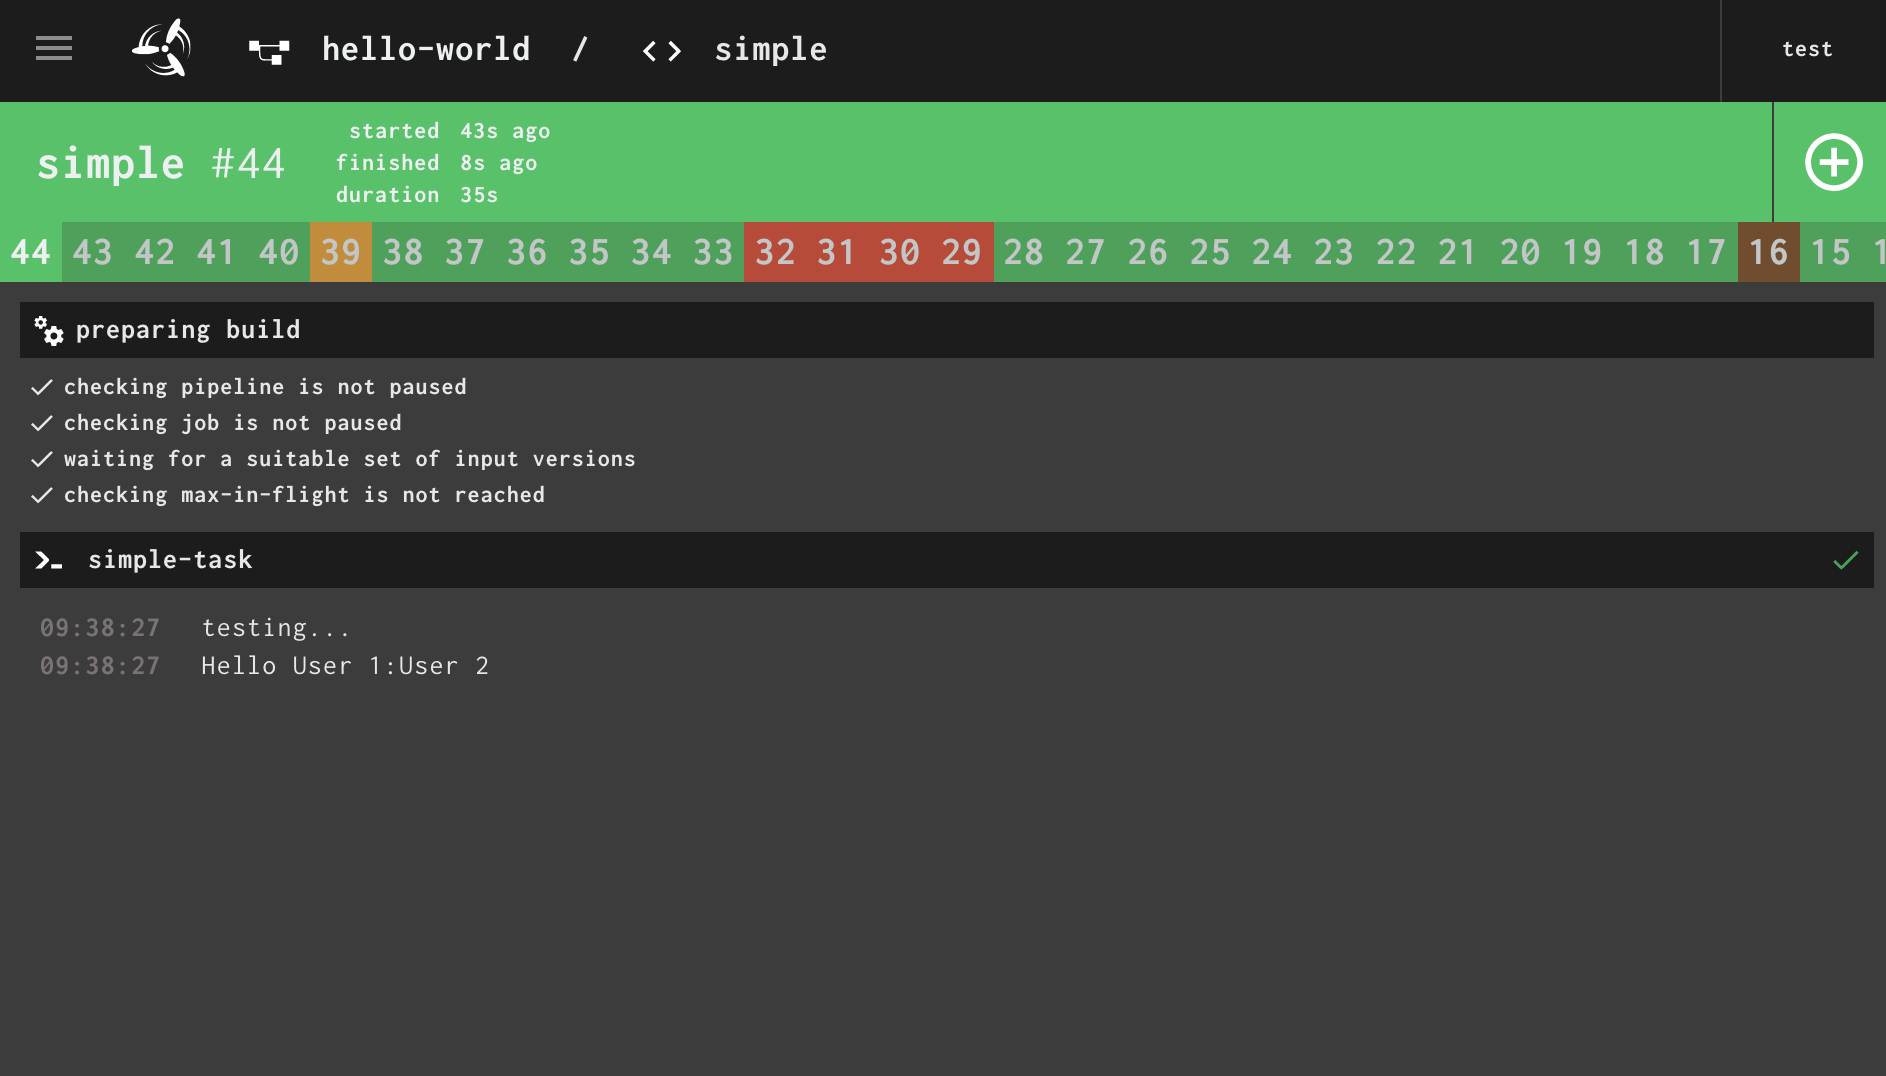 hello-world / < > simple
test
simple #44
started 43s ago
finished 8s ago
duration 35s
44 43 42 41 40 39 38 37 36 35 34 33 32 31 30 29 28 27 26 25 24 23 22 21 20 19 18 17 16 15
preparing build
checking pipeline is not paused
checking job is not paused
waiting for a suitable set of input versions
checking max-in-flight is not reached
simple-task
09:38:27 testing...
09:38:27 Hello User 1:User 2